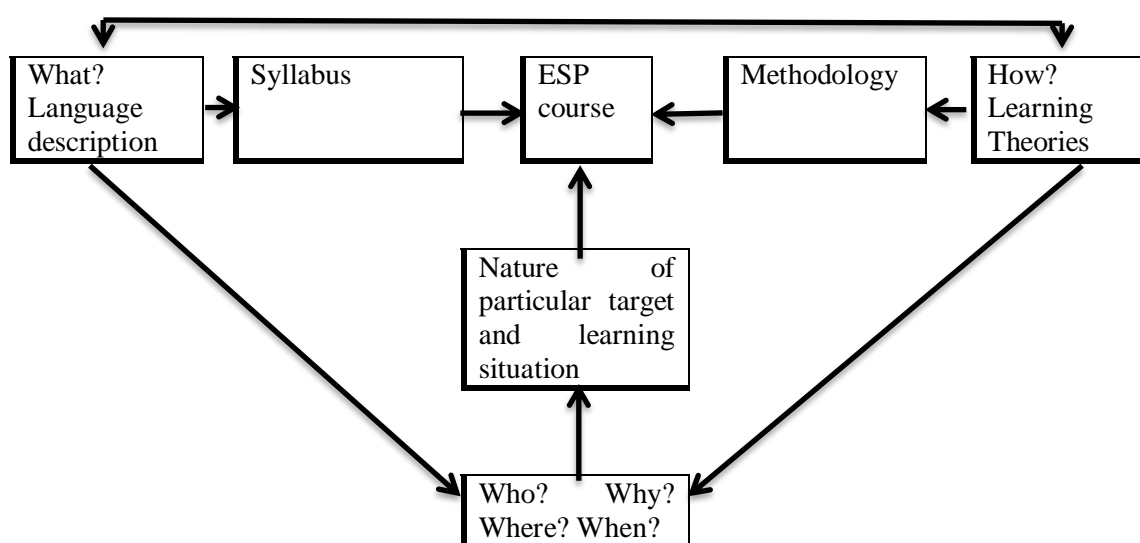 What?
Language
description
Syllabus
ESP
course
Methodology
How?
Learning
Theories
Nature of
particular target
and learning
situation
Who? Why?
Where? When?